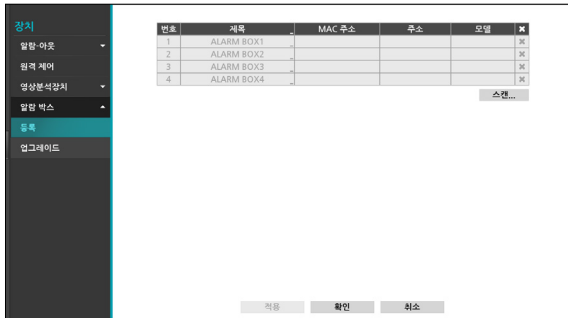 장치
알람-아웃
원격 제어
영상분석장치
알람 박스
등록
업그레이드
번호 제목 MAC 주소 주소 모델
1 ALARM BOX1
2 ALARM BOX2
3 ALARM BOX3
4 ALARM BOX4
스캔...
적용 확인 취소